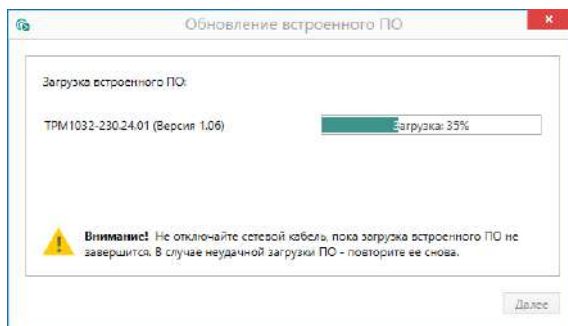 Обновление встроенного ПО
Загрузка встроенного ПО:
ТРМ1032-230.24.01 (Версия 1.06)
Загрузка: 35%
Внимание! Не отключайте сетевой кабель, пока загрузка встроенного ПО не
завершится. В случае неудачной загрузки ПО - повторите ее снова.
Далее